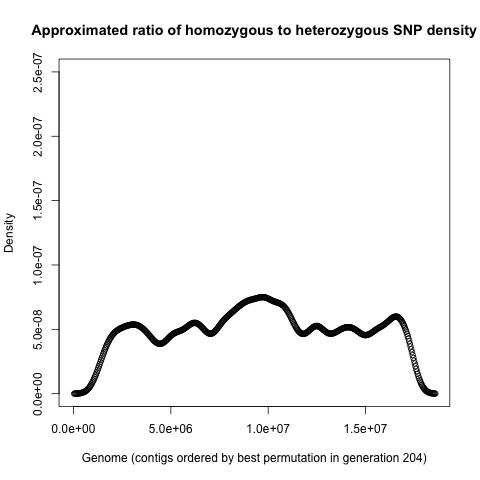 Approximated ratio of homozygous to heterozygous SNP density
2.5e-07
2.0e-07
1.5e-07
1.0e-07
5.0e-08
0.0e+00
Density
0.0e+00 5.0e+06 1.0e+07 1.5e+07
Genome (contigs ordered by best permutation in generation 204)